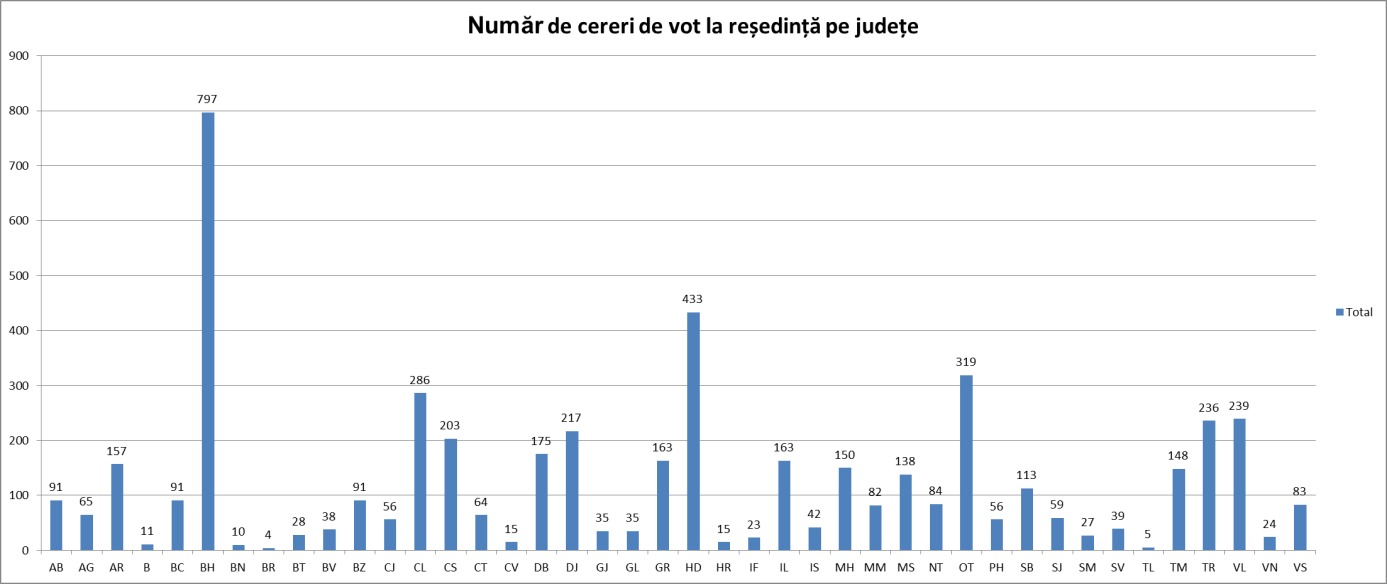 Număr de cereri de vot la reședință pe județe
900
800
700
600
500
400
300
200
100
0
91 65 157 11 91 797 10 4 28 38 91 56 286 203 64 15 175 217 35 35 163 433 15 23 163 42 150 82 138 84 319 56 113 59 27 39 5 148 236 239 24 83
AB AG AR B BC BH BN BR BT BV BZ CJ CL CS CT CV DB DJ GJ GL GR HD HR IF IL IS MH MM MS NT OT PH SB SJ SM SV TL TM TR VL VN VS
Total